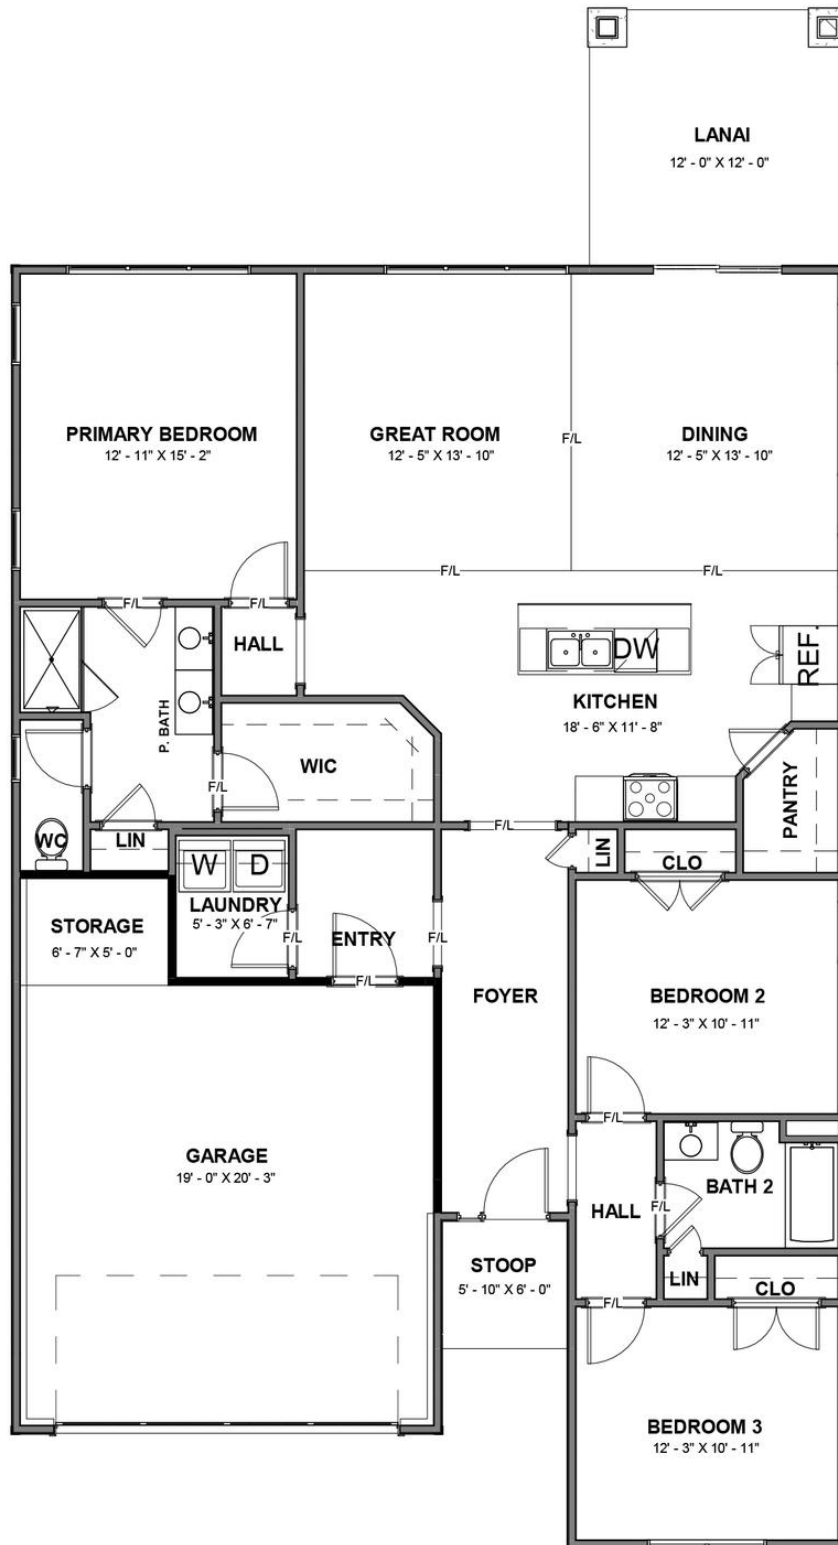 LANAI
12' - 0" X 12' - 0"
PRIMARY BEDROOM
12' - 11" X 15' - 2"
GREAT ROOM
12' - 5" X 13' - 10"
F/L
DINING
12' - 5" X 13' - 10"
F/L
F/L
F/L
F/L
HALL
DW
REF.
P. BATH
KITCHEN
18' - 6" X 11' - 8"
WIC
F/L
PANTRY
WC
LIN
F/L
LIN
CLO
W
D
LAUNDRY
5' - 3" X 6' - 7"
STORAGE
6' - 7" X 5' - 0"
F/L
ENTRY
F/L
F/L
FOYER
BEDROOM 2
12' - 3" X 10' - 11"
F/L
GARAGE
19' - 0" X 20' - 3"
BATH 2
HALL
F/L
STOOP
5' - 10" X 6' - 0"
LIN
CLO
F/L
BEDROOM 3
12' - 3" X 10' - 11"